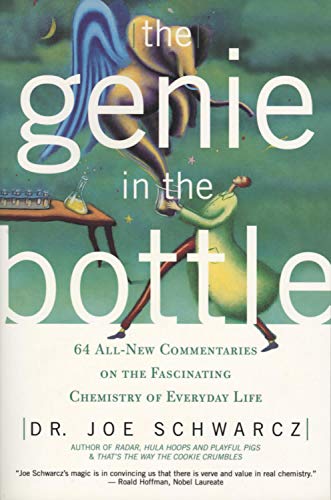 the
genie
in the
bottle
64 All-New Commentaries
on the Fascinating
Chemistry of Everyday Life
DR. JOE SCHWARCZ
AUTHOR OF RADAR, HULA HOOPS AND PLAYFUL PIGS
& THAT'S THE WAY THE COOKIE CRUMBLES
"Joe Schwarcz's magic is in convincing us that there is verve and value in real chemistry."
— Roald Hoffman, Nobel Laureate